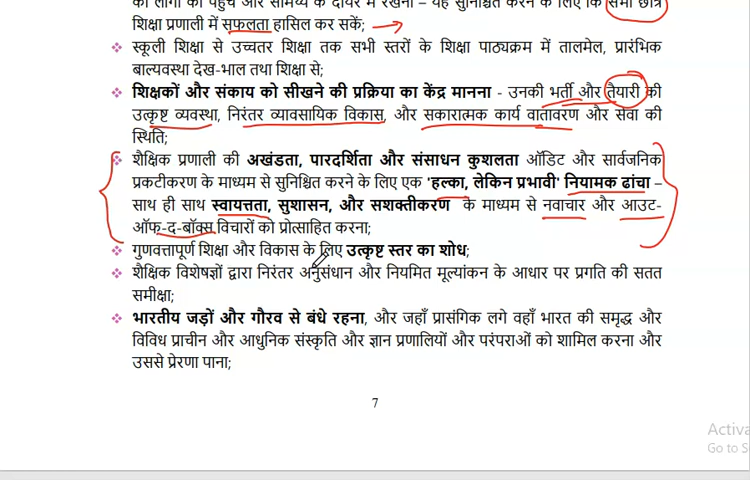 का लोगों की पहुंच और सामर्थ्य के दायरे में रखना – यह सुनिश्चित करने के लिए कि सभी छात्र
शिक्षा प्रणाली में सफलता हासिल कर सकें;
❖ स्कूली शिक्षा से उच्चतर शिक्षा तक सभी स्तरों के शिक्षा पाठ्यक्रम में तालमेल, प्रारंभिक
बाल्यवस्था देख-भाल तथा शिक्षा से;
❖ शिक्षकों और संकाय को सीखने की प्रक्रिया का केंद्र मानना - उनकी भर्ती और तैयारी की
उत्कृष्ट व्यवस्था, निरंतर व्यावसायिक विकास, और सकारात्मक कार्य वातावरण और सेवा की
स्थिति;
❖ शैक्षिक प्रणाली की अखंडता, पारदर्शिता और संसाधन कुशलता ऑडिट और सार्वजनिक
प्रकटीकरण के माध्यम से सुनिश्चित करने के लिए एक 'हल्का, लेकिन प्रभावी' नियामक ढांचा –
साथ ही साथ स्वायत्तता, सुशासन, और सशक्तीकरण के माध्यम से नवाचार और आउट-
ऑफ-द-बॉक्स विचारों को प्रोत्साहित करना;
❖ गुणवत्तापूर्ण शिक्षा और विकास के लिए उत्कृष्ट स्तर का शोध;
❖ शैक्षिक विशेषज्ञों द्वारा निरंतर अनुसंधान और नियमित मूल्यांकन के आधार पर प्रगति की सतत
समीक्षा;
❖ भारतीय जड़ों और गौरव से बंधे रहना, और जहाँ प्रासंगिक लगे वहाँ भारत की समृद्ध और
विविध प्राचीन और आधुनिक संस्कृति और ज्ञान प्रणालियों और परंपराओं को शामिल करना और
उससे प्रेरणा पाना;
7
Activa
Go to S